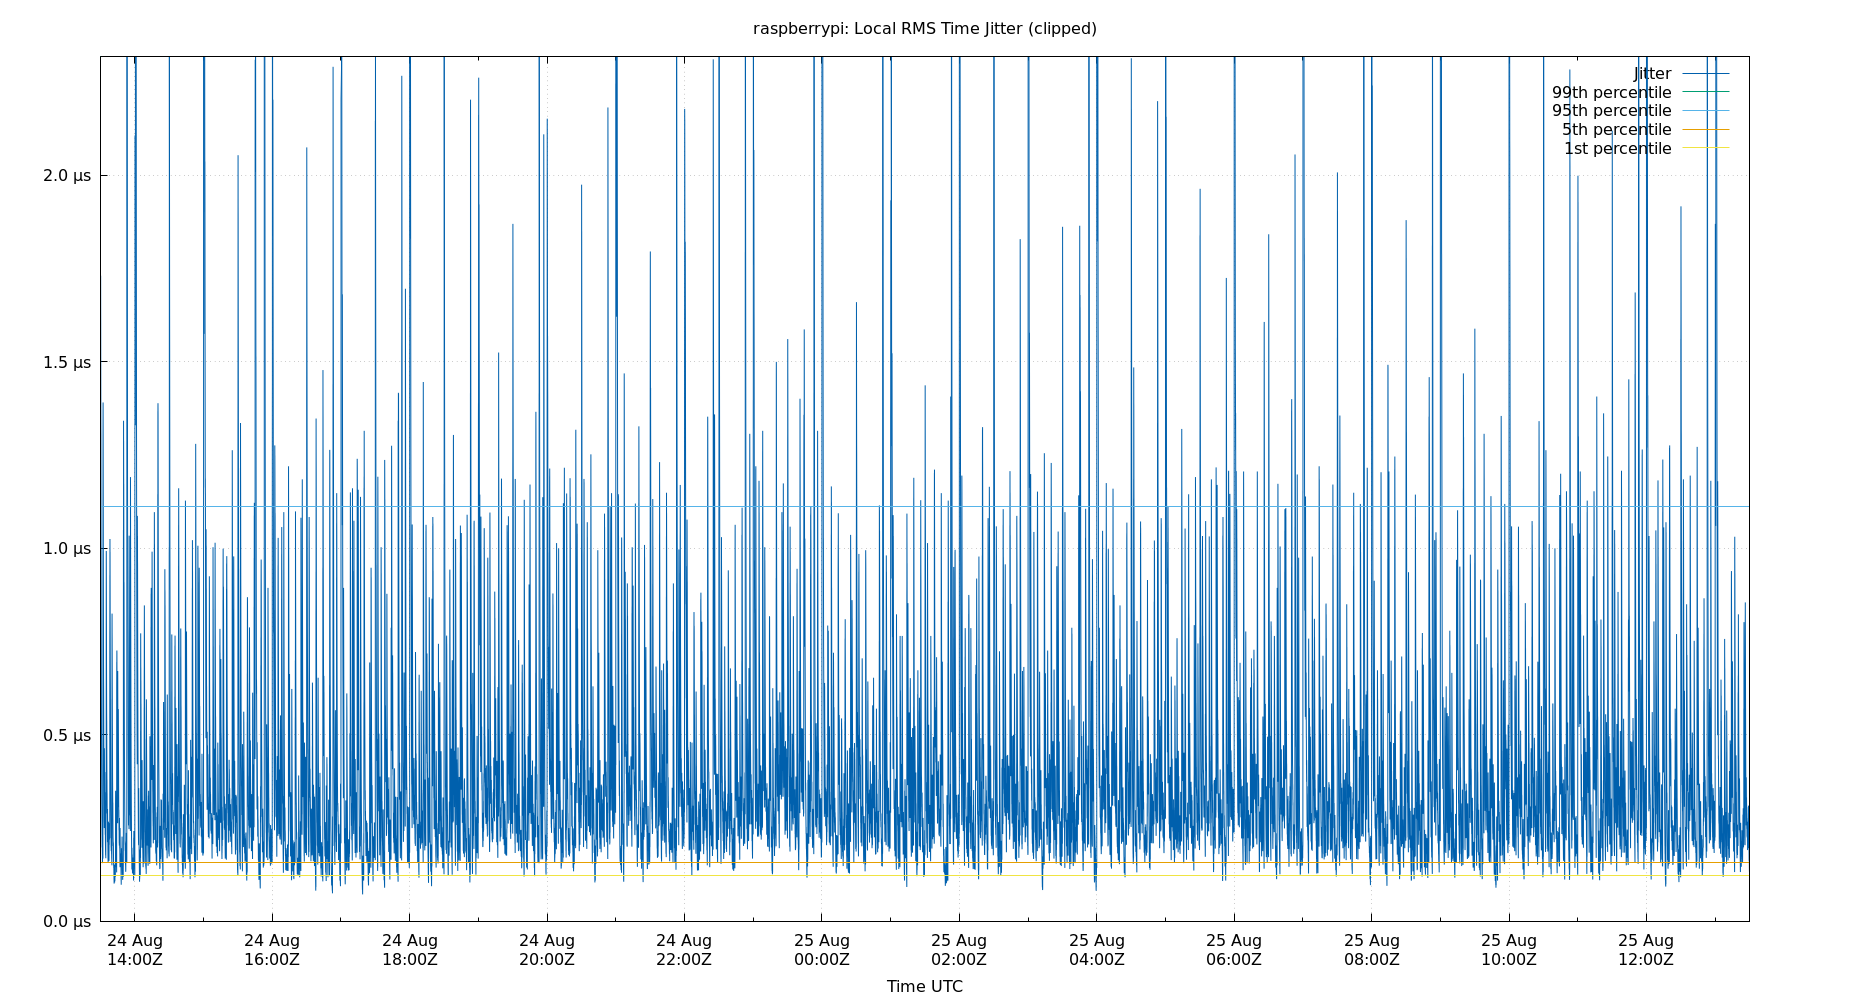 raspberrypi: Local RMS Time Jitter (clipped)
Jitter
99th percentile
95th percentile
5th percentile
1st percentile
2.0 μs
1.5 μs
1.0 μs
0.5 μs
0.0 μs
24 Aug 24 Aug 24 Aug 24 Aug 24 Aug 25 Aug 25 Aug 25 Aug 25 Aug 25 Aug 25 Aug 25 Aug
14:00Z 16:00Z 18:00Z 20:00Z 22:00Z 00:00Z 02:00Z 04:00Z 06:00Z 08:00Z 10:00Z 12:00Z
Time UTC